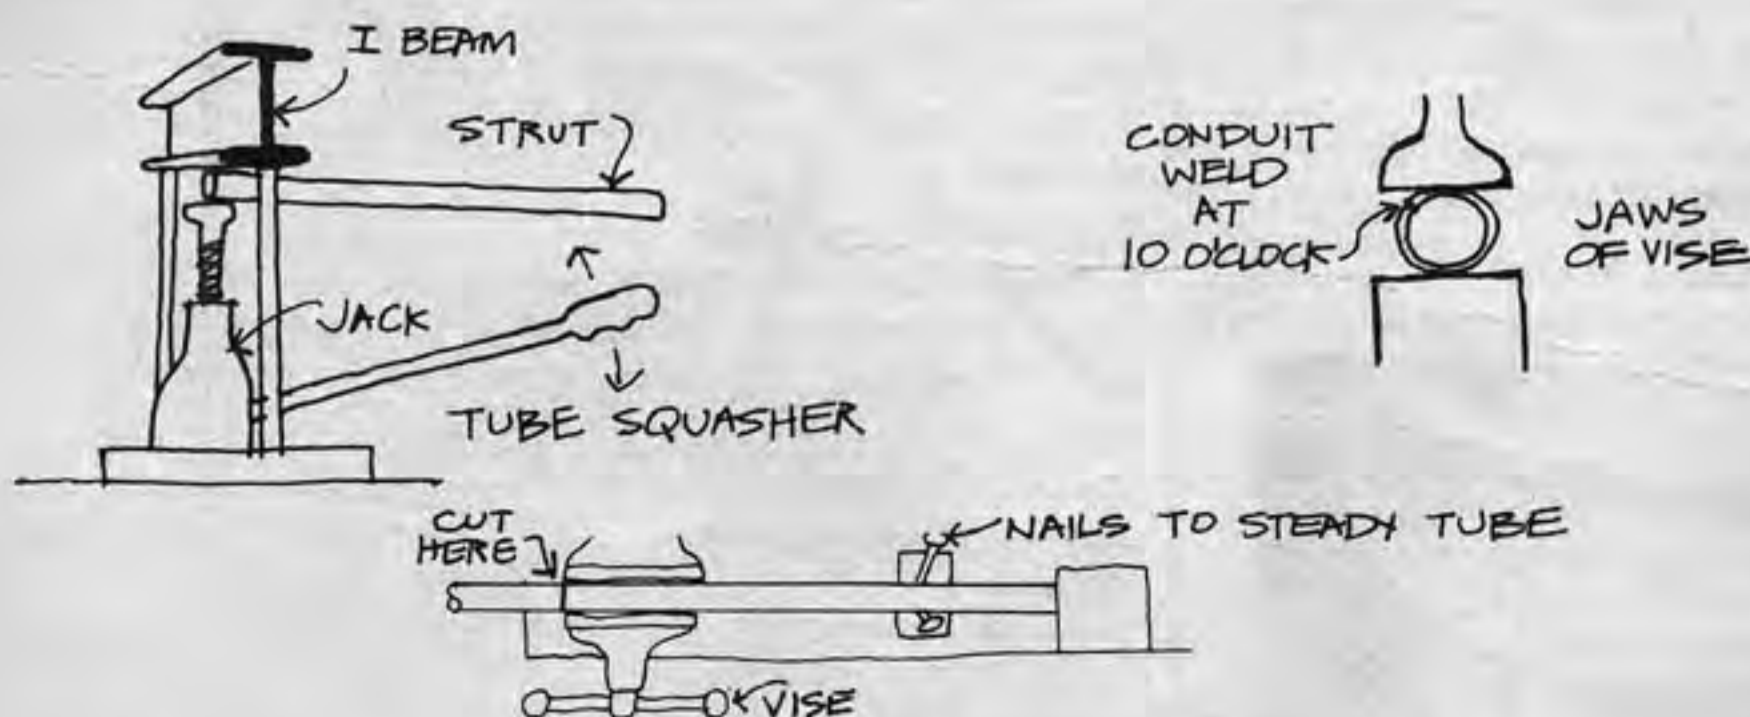 I BEAM
STRUT
JACK
TUBE SQUASHER
CONDUIT
WELD
AT
10 O'CLOCK
JAWS
OF VISE
CUT
HERE
NAILS TO STEADY TUBE
VISE